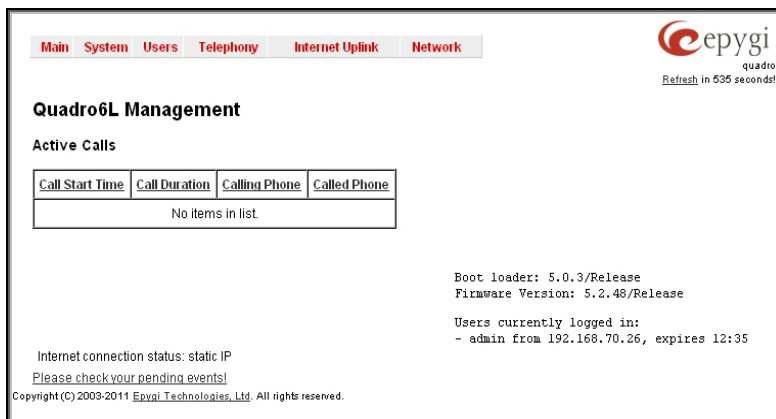 Main System Users Telephony Internet Uplink Network
epygi
quadro
Refresh in 535 seconds!
Quadro6L Management
Active Calls
Call Start Time Call Duration Calling Phone Called Phone
No items in list.
Boot loader: 5.0.3/Release
Firmware Version: 5.2.48/Release
Users currently logged in:
- admin from 192.168.70.26, expires 12:35
Internet connection status: static IP
Please check your pending events!
Copyright (C) 2003-2011 Epygi Technologies, Ltd. All rights reserved.